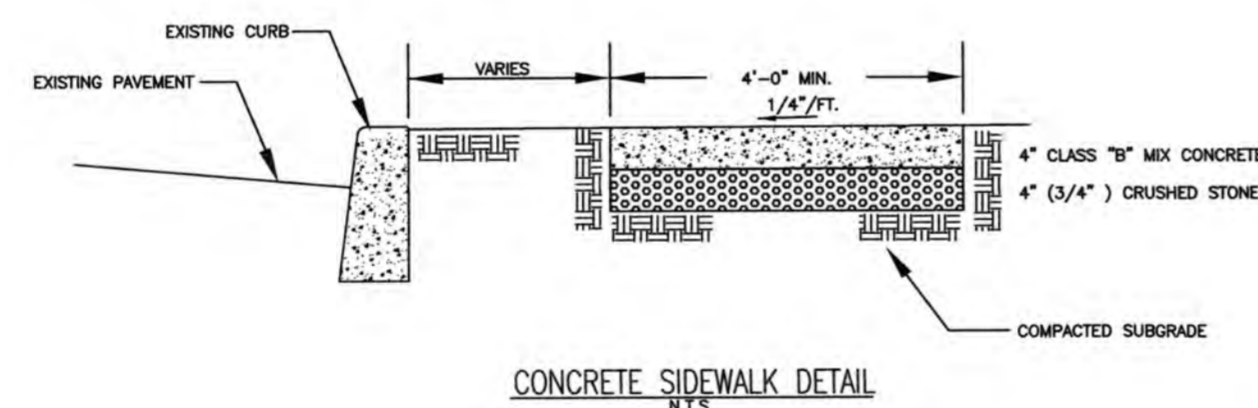 EXISTING CURB
EXISTING PAVEMENT
VARIES
4'-0" MIN.
1/4"/FT.
4" CLASS "B" MIX CONCRETE
4" (3/4" ) CRUSHED STONE
COMPACTED SUBGRADE
CONCRETE SIDEWALK DETAIL
N.T.S.